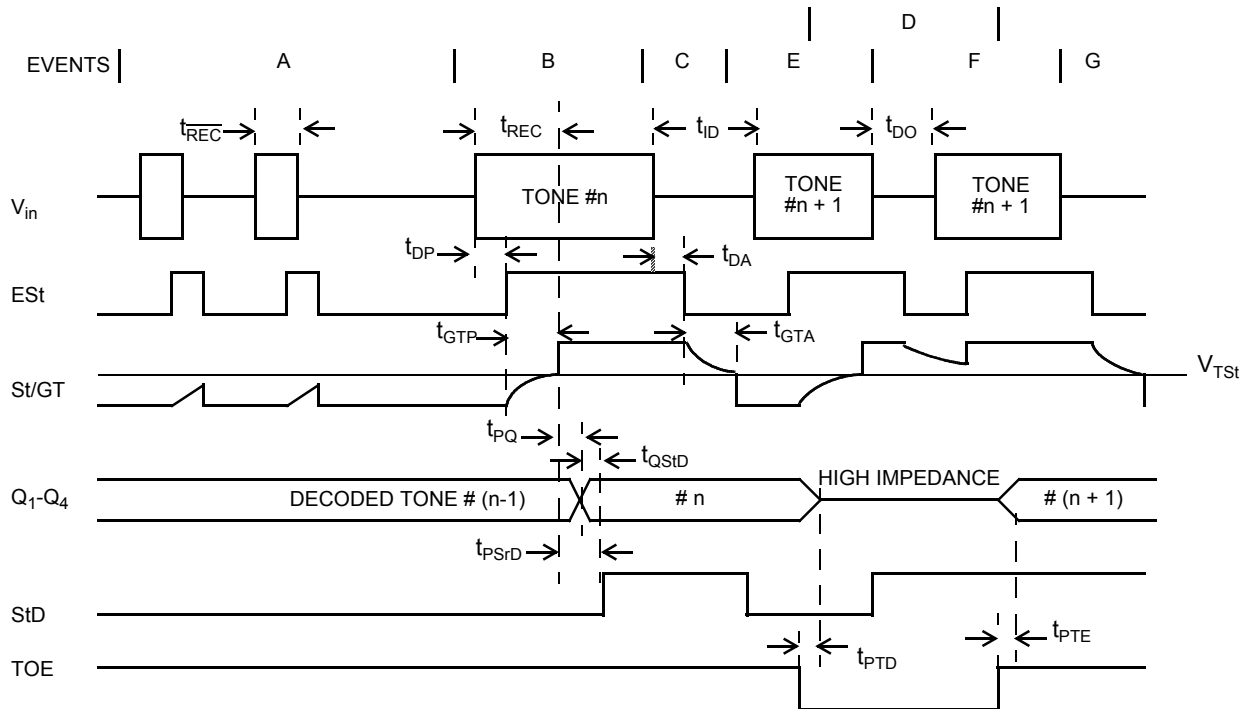 D
EVENTS A B C E F G
tREC tREC tID tDO
Vin TONE #n TONE #n + 1 TONE #n + 1
tDP tDA
ESt
tGTP tGTA
VTSt
St/GT
tPQ
tQStD
HIGH IMPEDANCE
Q1-Q4 DECODED TONE # (n-1) # n # (n + 1)
tPSrD
StD
tPTE
tPTD
TOE